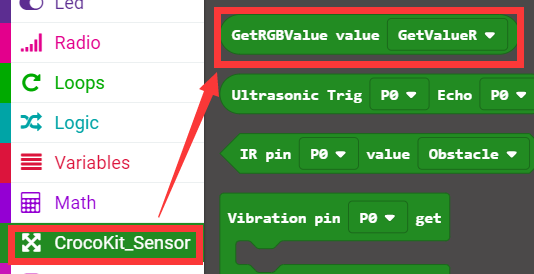 Led
Radio
Loops
Logic
Variables
Math
CrocoKit_Sensor
GetRGBValue value GetValueR
Ultrasonic Trig P0 Echo P0
IR pin P0 value Obstacle
Vibration pin P0 get